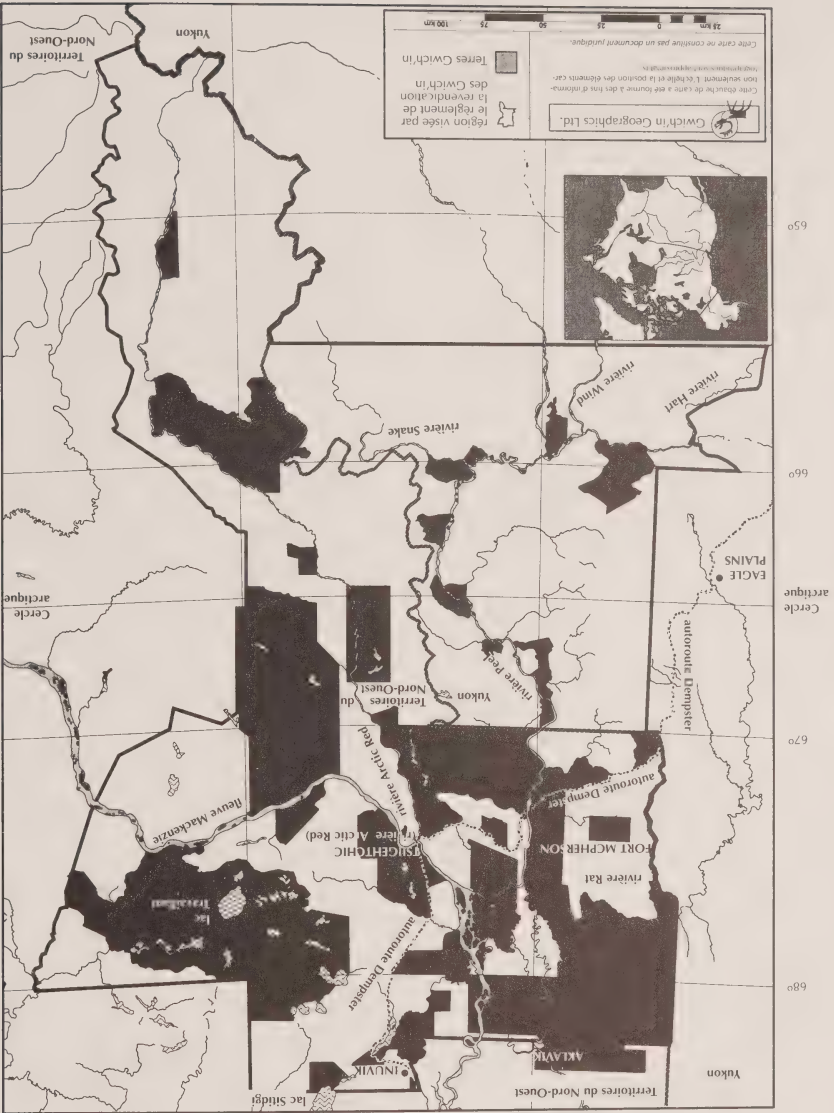 Yukon
Territoires du Nord-Ouest
lac Sitidgi
AKLAVIK
INUVIK
68°
autoroute Dempster
rivière Rat
lac
Travaillant
FORT MCPHERSON
TSUGEHTCHIC
rivière Arctic Red)
fleuve Mackenzie
autoroute Dempster
67°
rivière Arctic Red
Territoires du
Nord-Ouest
Yukon
rivière Peel
autoroute Dempster
Cercle
arctique
Cercle
arctique
EAGLE
PLAINS
66°
rivière Snake
rivière Hart
rivière Wind
65°
Gwich'in Geographics Ltd.
Cette ébauche de carte a été fournie à des fins d'informa-
tion seulement. L'échelle et la position des éléments car-
Cette carte ne constitue pas un document juridique.
région visée par
le règlement de
la revendication
des Gwich'in
Terres Gwich'in
25 km 0 25 50 75 100 km
Yukon
Territoires du
Nord-Ouest